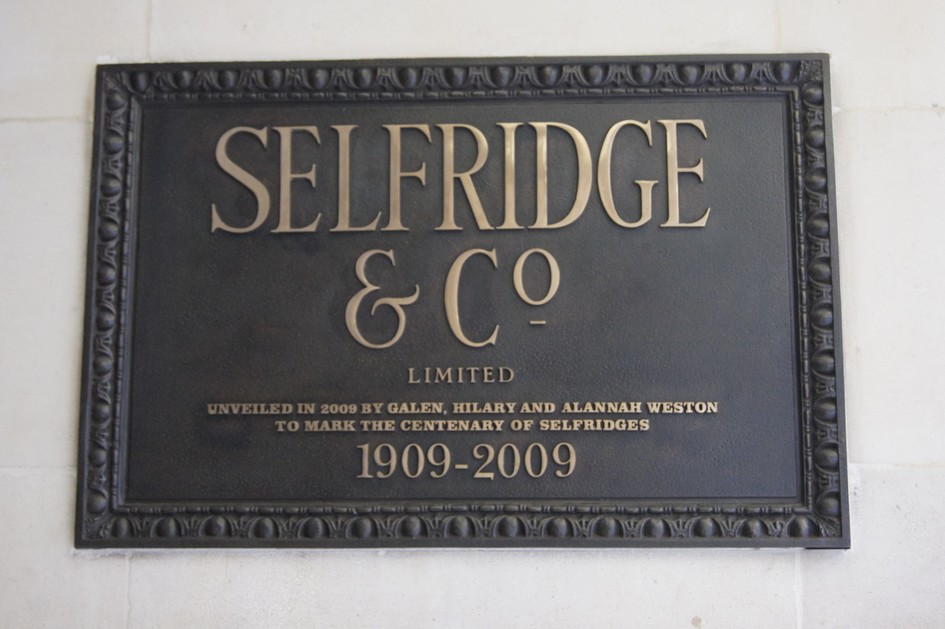 SELFRIDGE
& Co
LIMITED
UNVEILED IN 2009 BY GALEN, HILARY AND ALANNAH WESTON
TO MARK THE CENTENARY OF SELFRIDGES
1909-2009